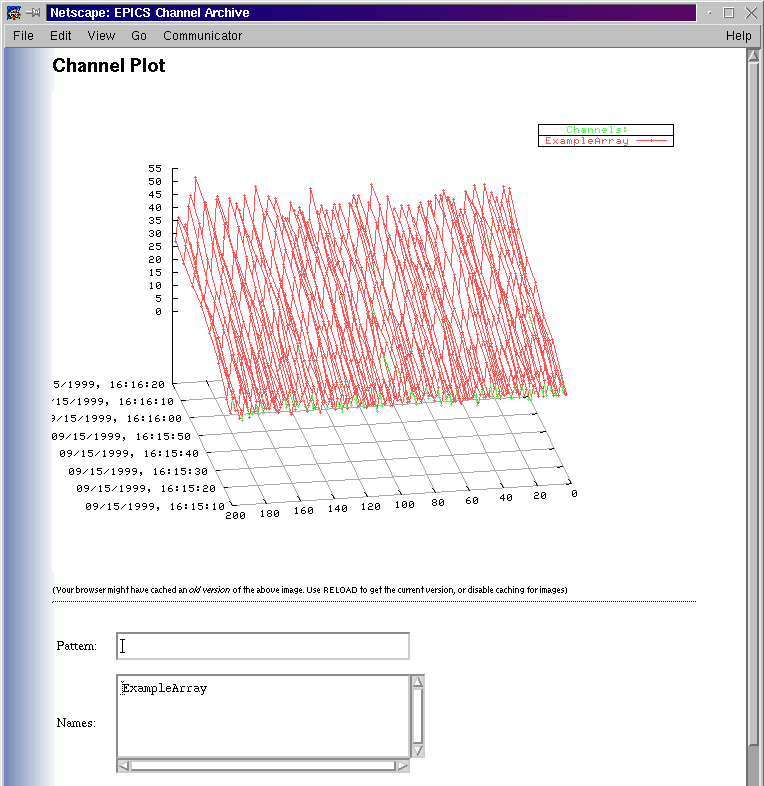 Netscape: EPICS Channel Archive
File Edit View Go Communicator Help
Channel Plot
Channels:
ExampleArray
55
50
45
40
35
30
25
20
15
10
5
0
5/1999, 16:16:20
/15/1999, 16:16:10
9/15/1999, 16:16:00
09/15/1999, 16:15:50
09/15/1999, 16:15:40
09/15/1999, 16:15:30
09/15/1999, 16:15:20
09/15/1999, 16:15:10
200 180 160 140 120 100 80 60 40 20 0
(Your browser might have cached an old version of the above image. Use RELOAD to get the current version, or disable caching for images)
Pattern:
ExampleArray
Names: